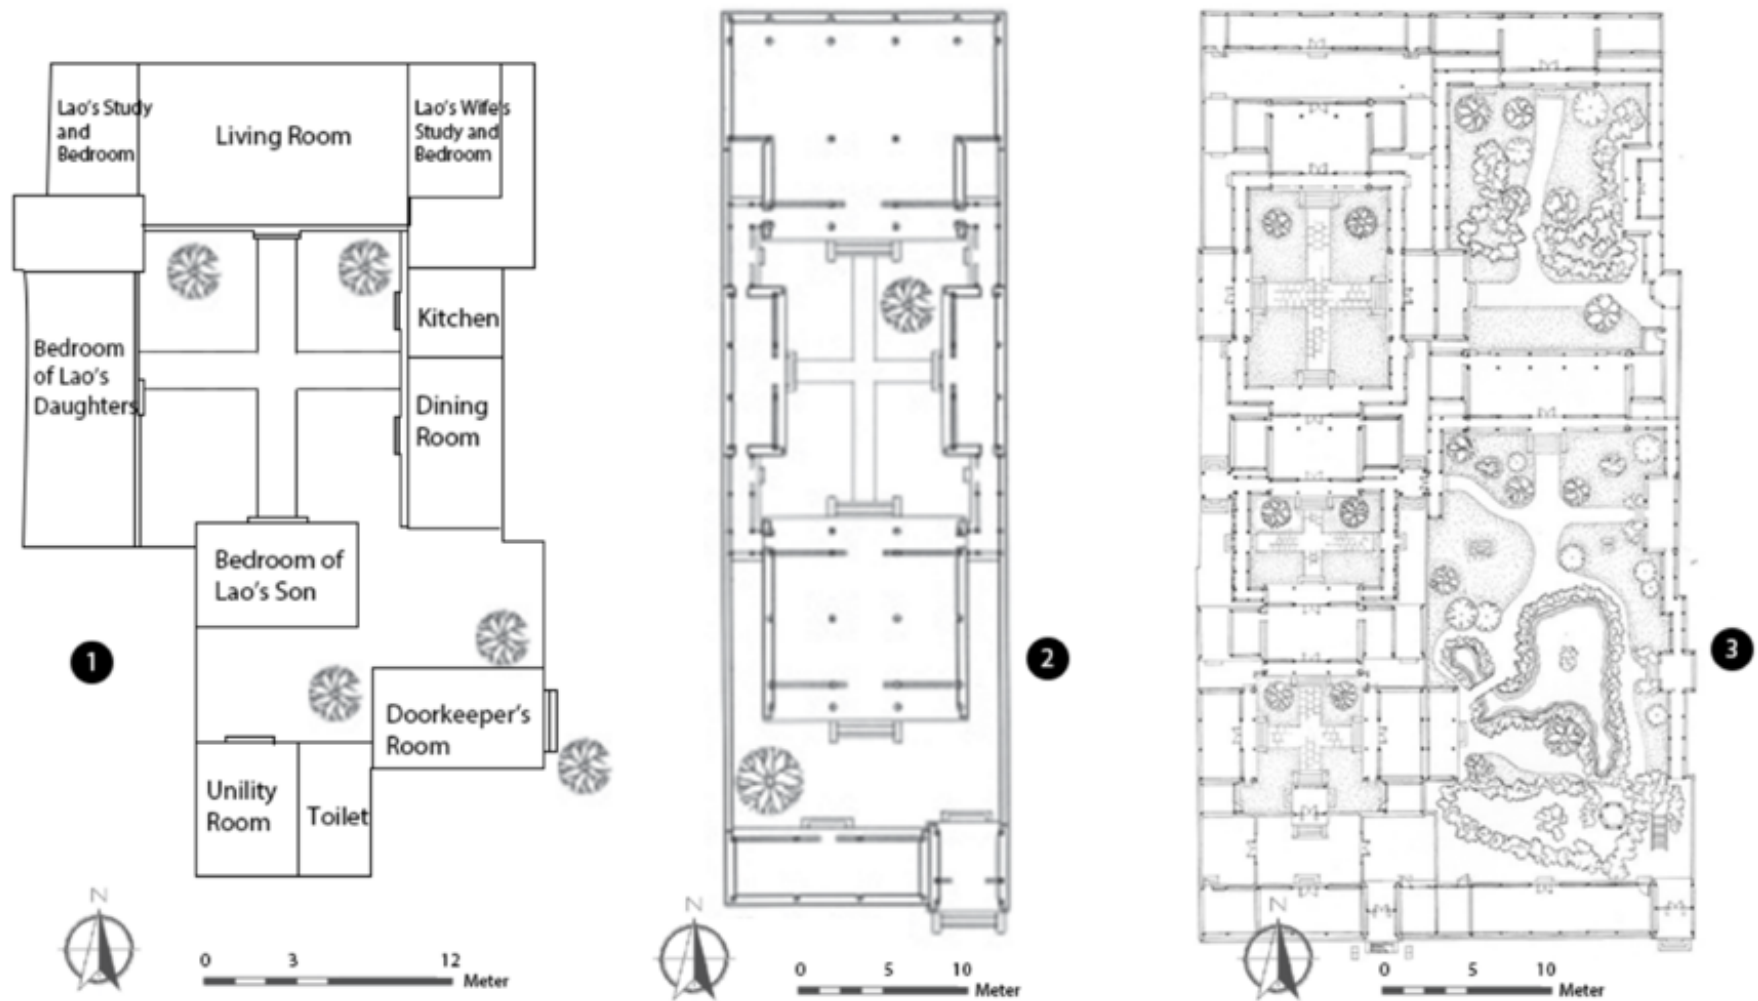 Lao's Study
and
Bedroom
Living Room
Lao's Wife's
Study and
Bedroom
Kitchen
Bedroom
of Lao's
Daughters
Dining
Room
Bedroom of
Lao's Son
1
Doorkeeper's
Room
Unility
Room
Toilet
N
0 3 12
Meter
2
N
0 5 10
Meter
3
N
0 5 10
Meter